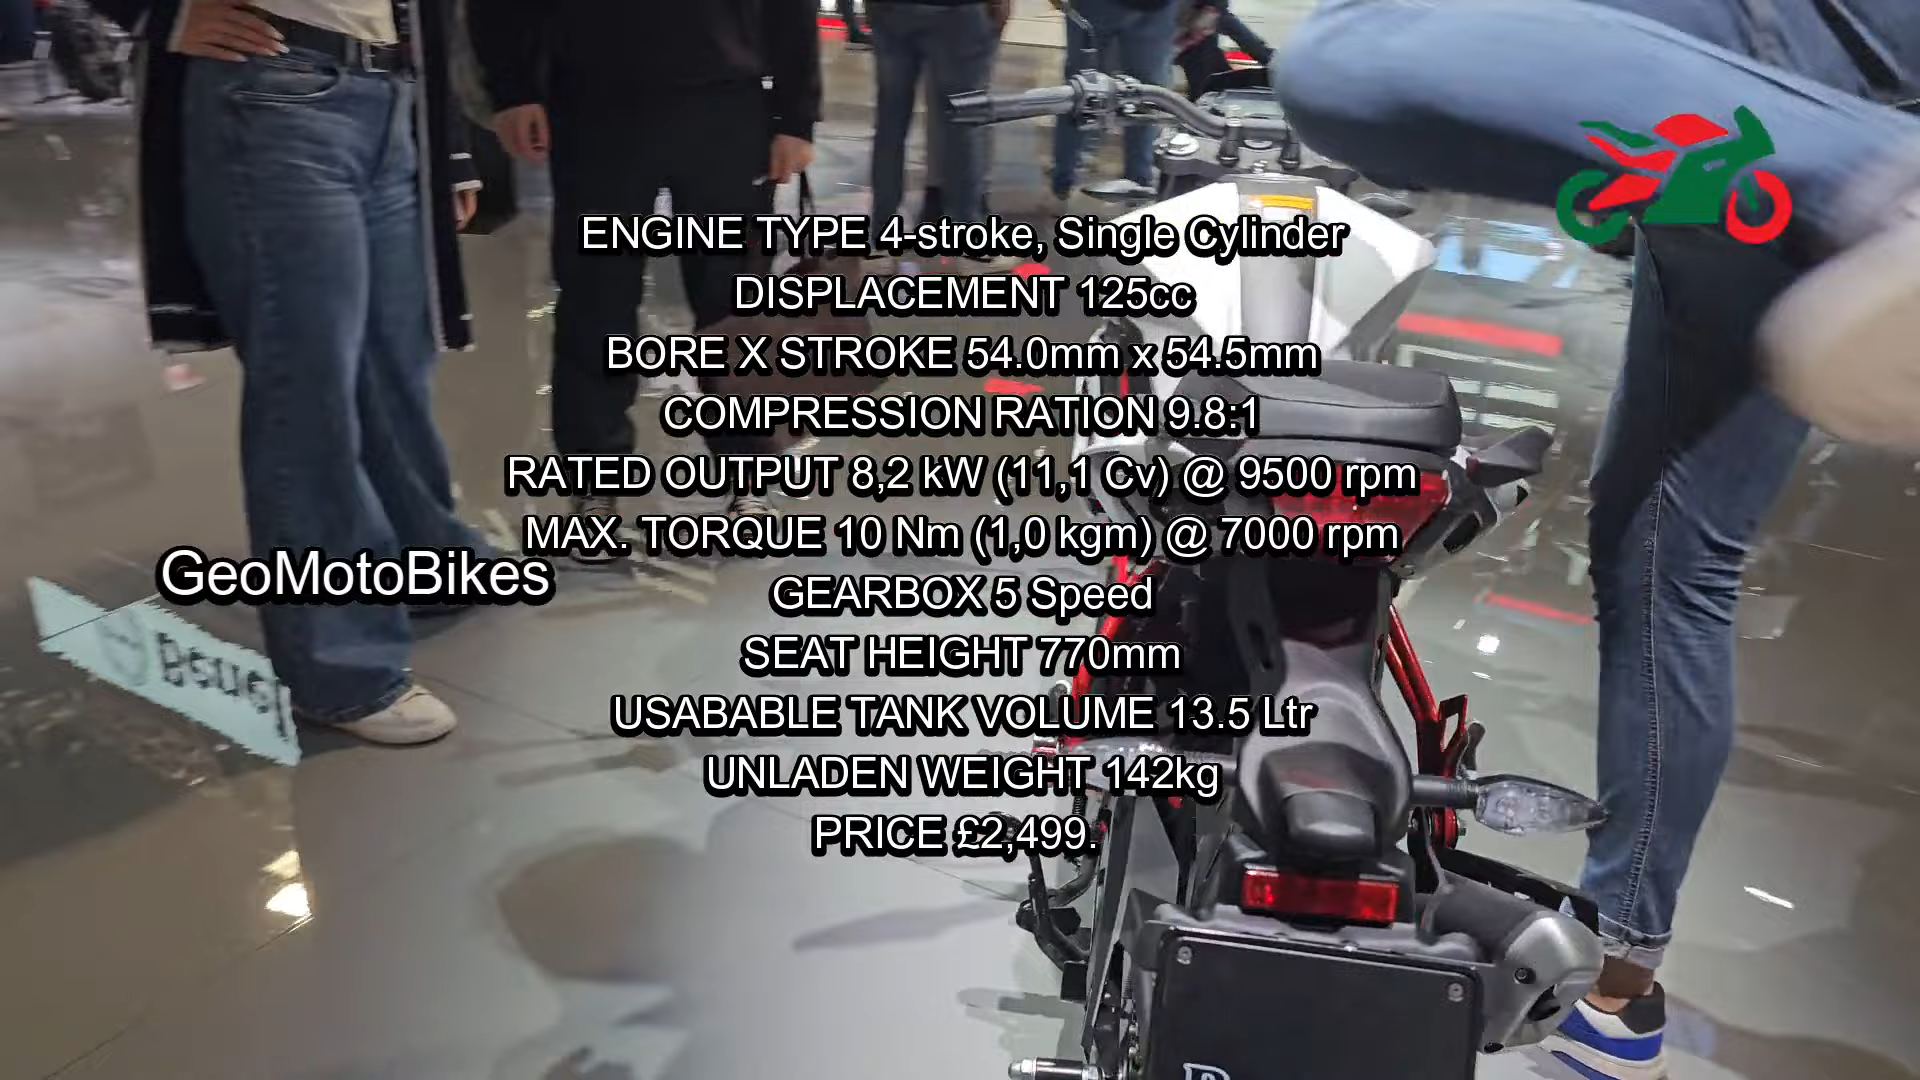 ENGINE TYPE 4-stroke, Single Cylinder
DISPLACEMENT 125cc
BORE X STROKE 54.0mm x 54.5mm
COMPRESSION RATION 9.8:1
RATED OUTPUT 8,2 kW (11,1 Cv) @ 9500 rpm
MAX. TORQUE 10 Nm (1,0 kgm) @ 7000 rpm
GeoMotoBikes
GEARBOX 5 Speed
SEAT HEIGHT 770mm
USABABLE TANK VOLUME 13.5 Ltr
UNLADEN WEIGHT 142kg
PRICE £2,499.